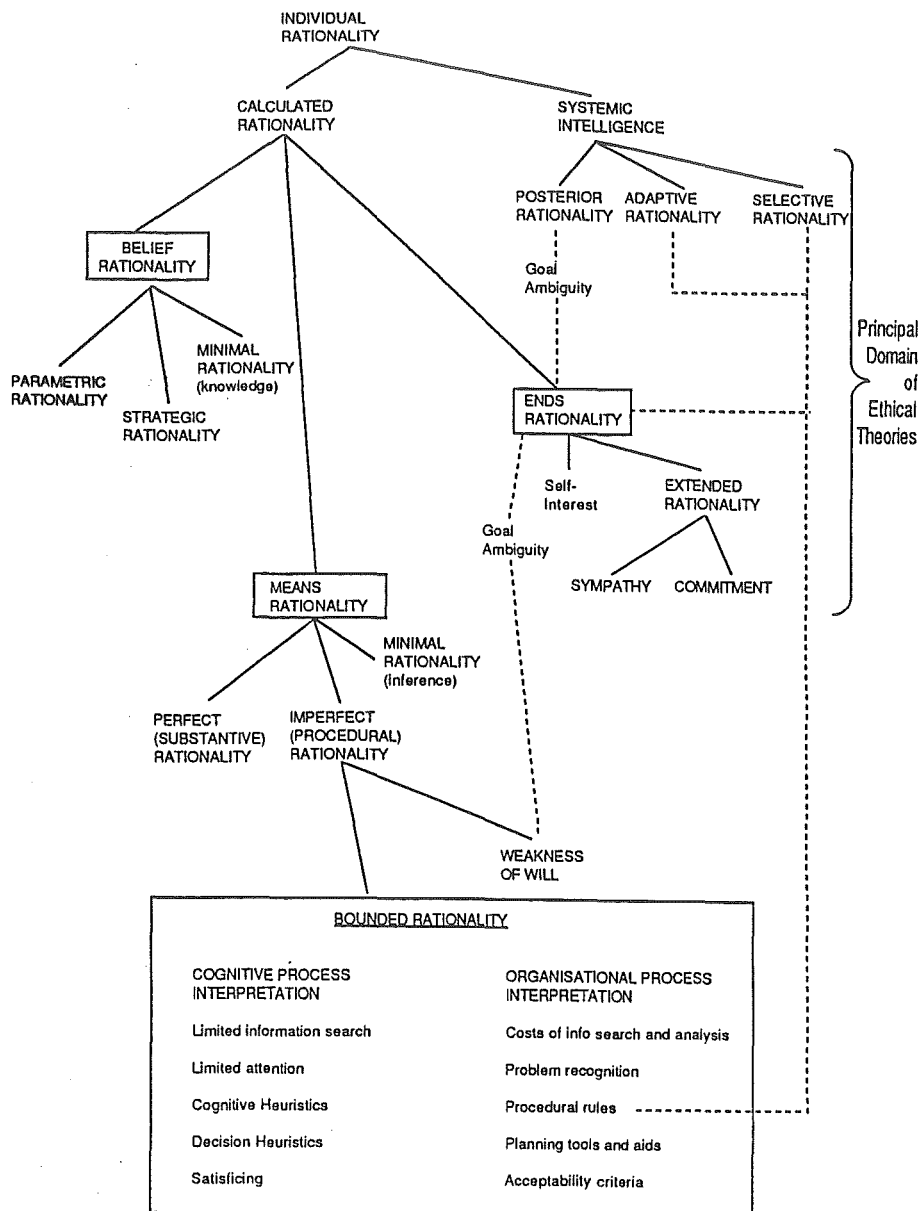 INDIVIDUAL
RATIONALITY
CALCULATED
RATIONALITY
SYSTEMIC
INTELLIGENCE
POSTERIOR
RATIONALITY
ADAPTIVE
RATIONALITY
SELECTIVE
RATIONALITY
BELIEF
RATIONALITY
Goal
Ambiguity
PARAMETRIC
RATIONALITY
STRATEGIC
RATIONALITY
MINIMAL
RATIONALITY
(knowledge)
Principal
Domain
of
Ethical
Theories
ENDS
RATIONALITY
Self-
Interest
EXTENDED
RATIONALITY
Goal
Ambiguity
SYMPATHY
COMMITMENT
MEANS
RATIONALITY
MINIMAL
RATIONALITY
(inference)
PERFECT
(SUBSTANTIVE)
RATIONALITY
IMPERFECT
(PROCEDURAL)
RATIONALITY
WEAKNESS
OF WILL
BOUNDED RATIONALITY
COGNITIVE PROCESS
INTERPRETATION
Limited information search
Limited attention
Cognitive Heuristics
Decision Heuristics
Satisficing
ORGANISATIONAL PROCESS
INTERPRETATION
Costs of info search and analysis
Problem recognition
Procedural rules
Planning tools and aids
Acceptability criteria